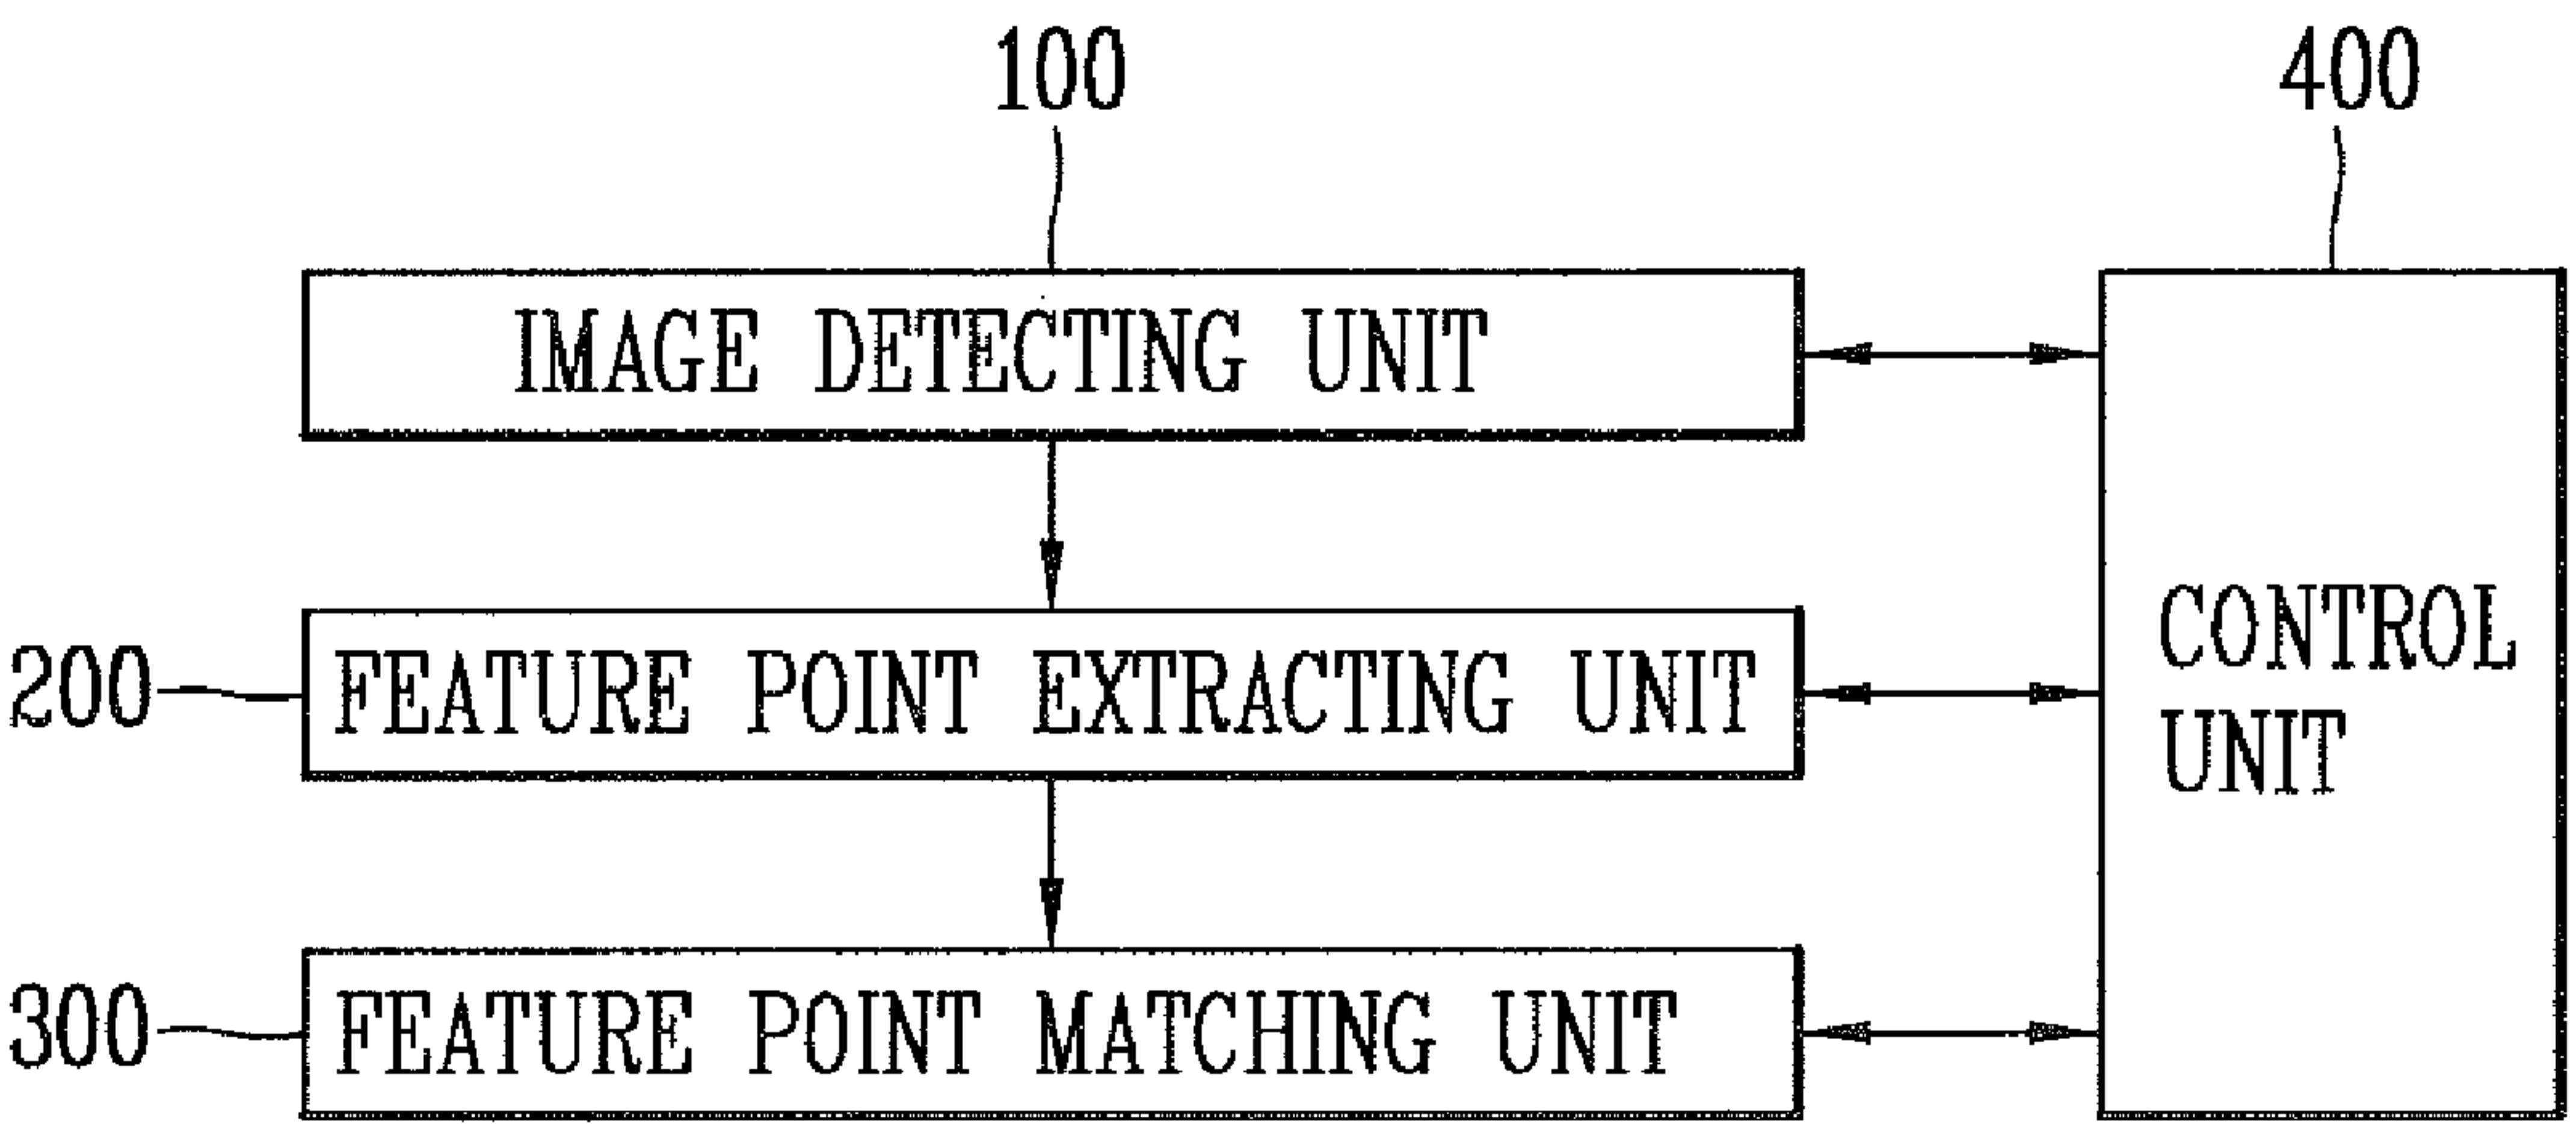 100
400
IMAGE DETECTING UNIT
200
FEATURE POINT EXTRACTING UNIT
CONTROL
UNIT
300
FEATURE POINT MATCHING UNIT